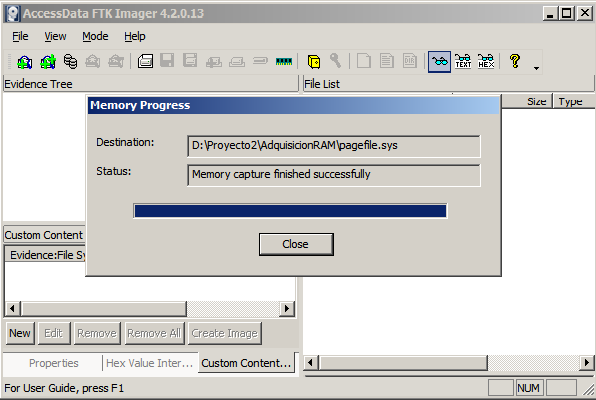 AccessData FTK Imager 4.2.0.13
File View Mode Help
TEXT HEX ?
Evidence Tree
File List
Size Type
Memory Progress
Destination: D:\Proyecto2\AdquisicionRAM\pagefile.sys
Status: Memory capture finished successfully
Close
Custom Content
Evidence:File Sy
New Edit Remove Remove All Create Image
Properties Hex Value Inter... Custom Content...
For User Guide, press F1
NUM